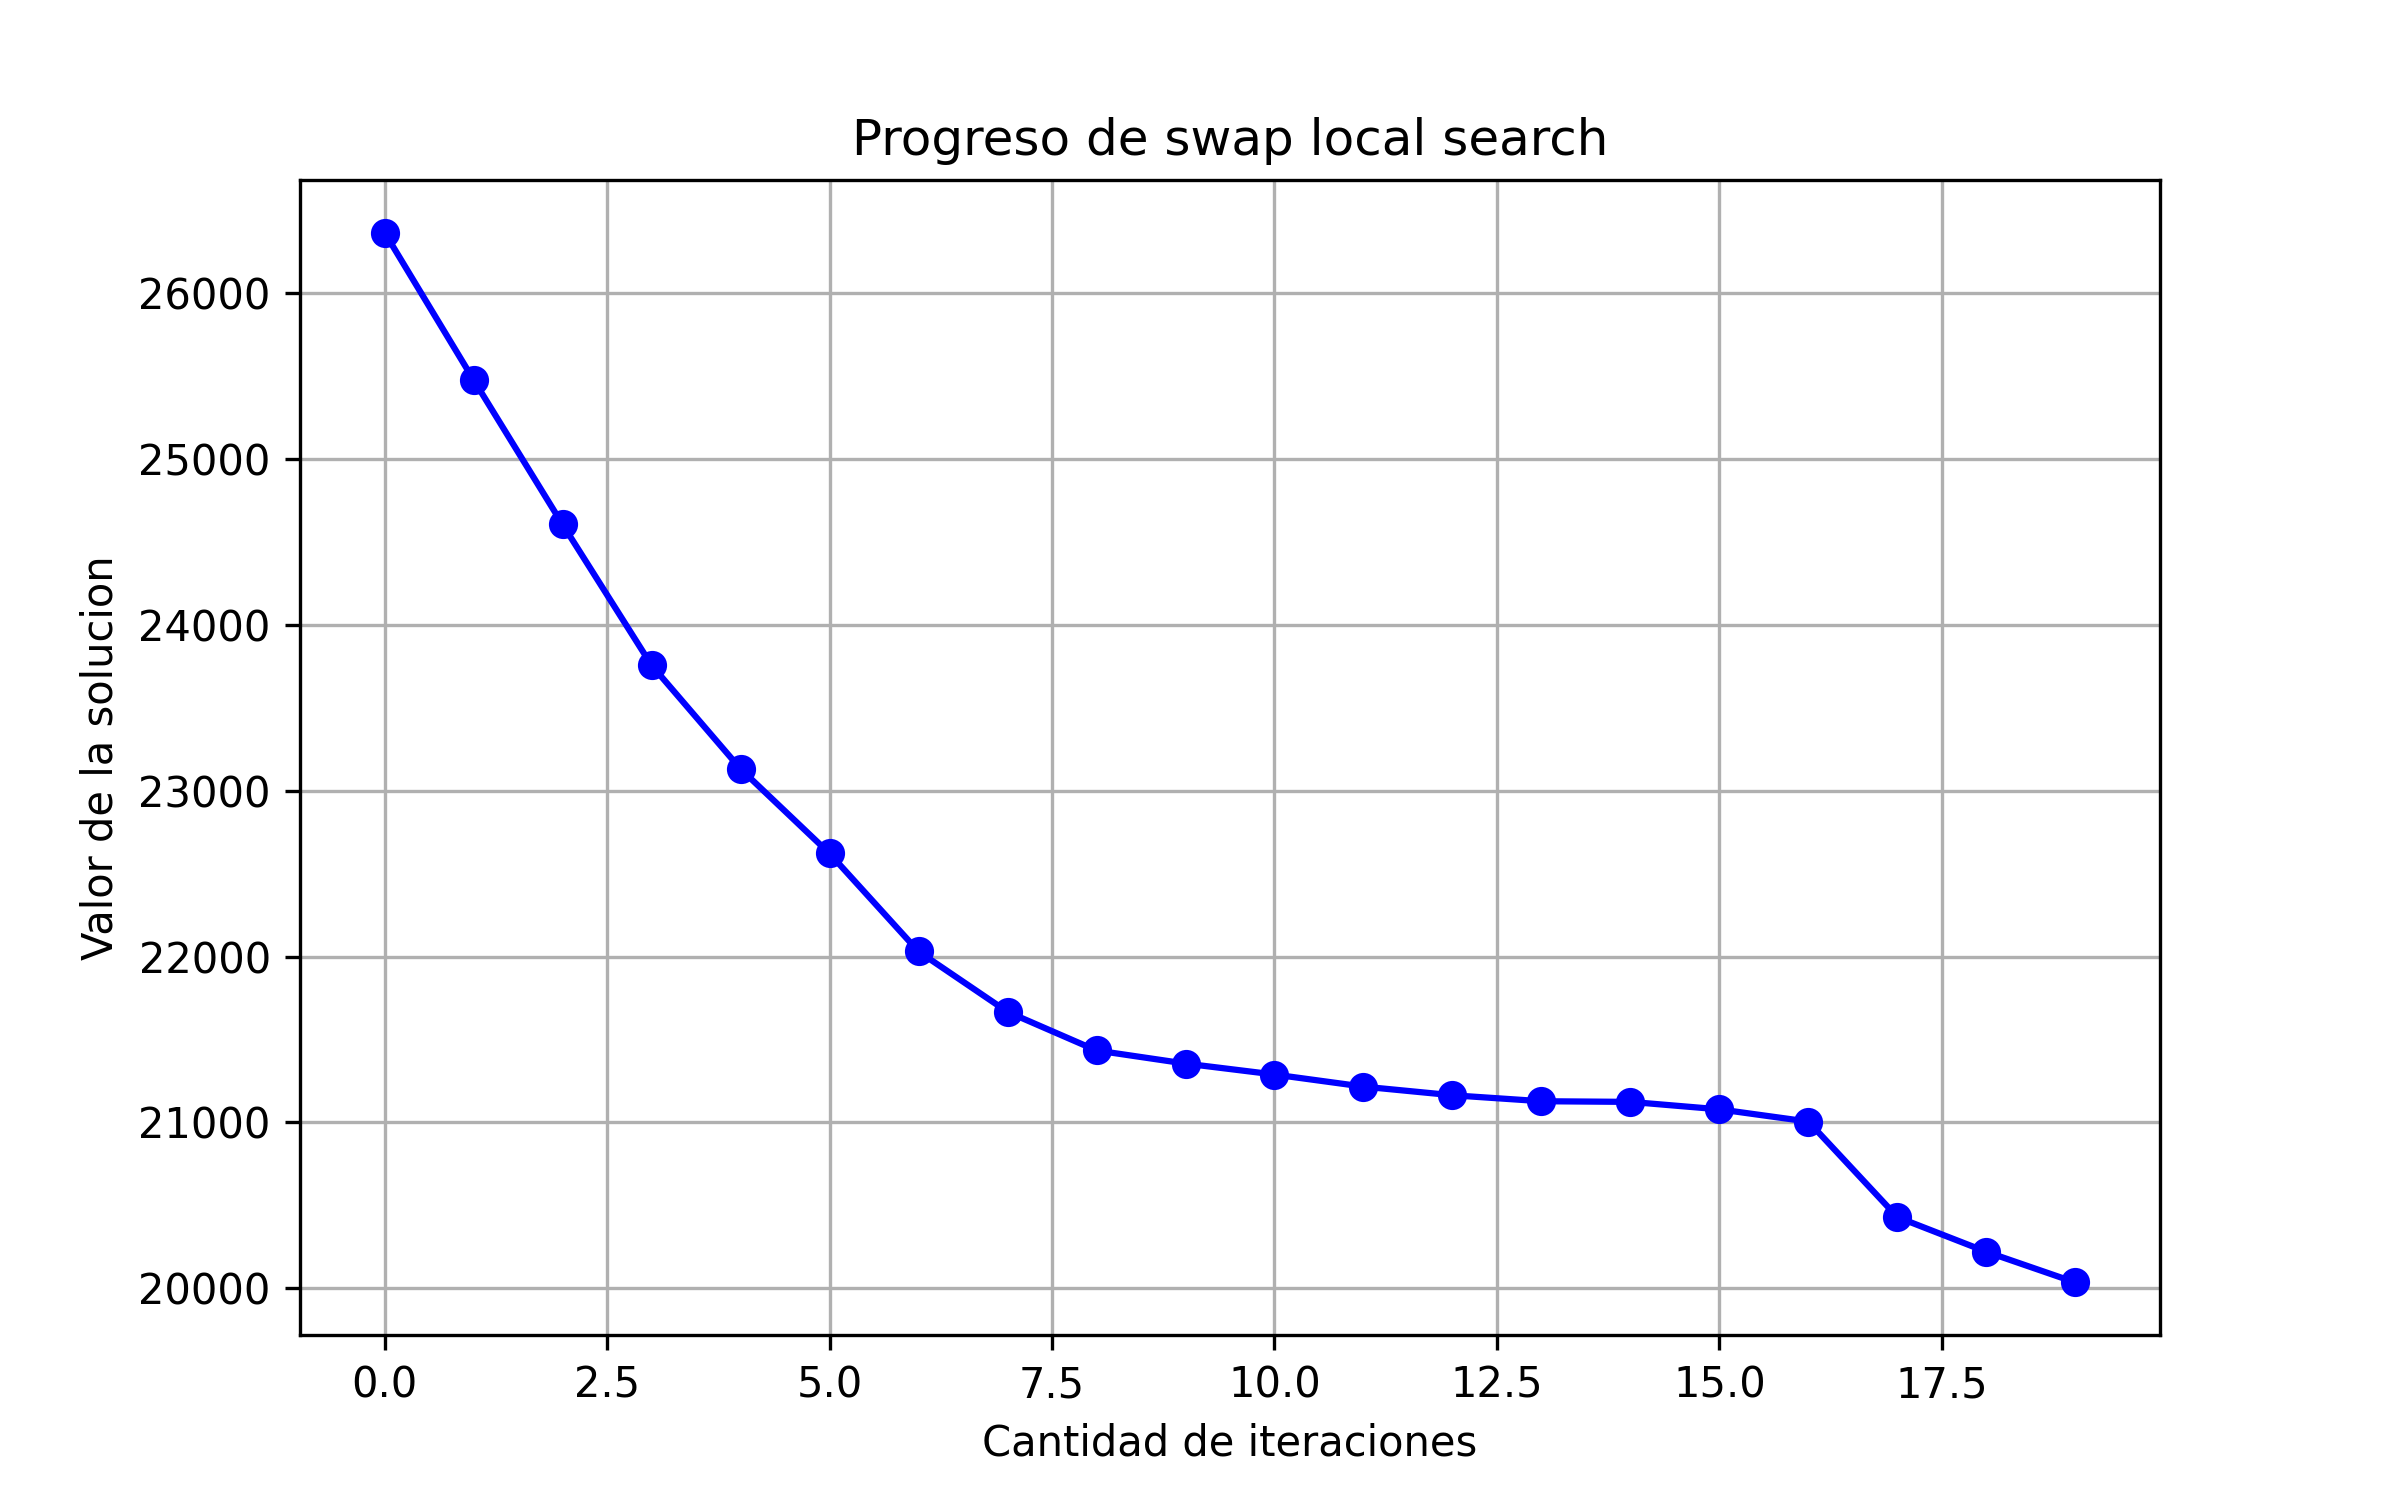 Progreso de swap local search
Valor de la solucion
26000
25000
24000
23000
22000
21000
20000
0.0 2.5 5.0 7.5 10.0 12.5 15.0 17.5
Cantidad de iteraciones